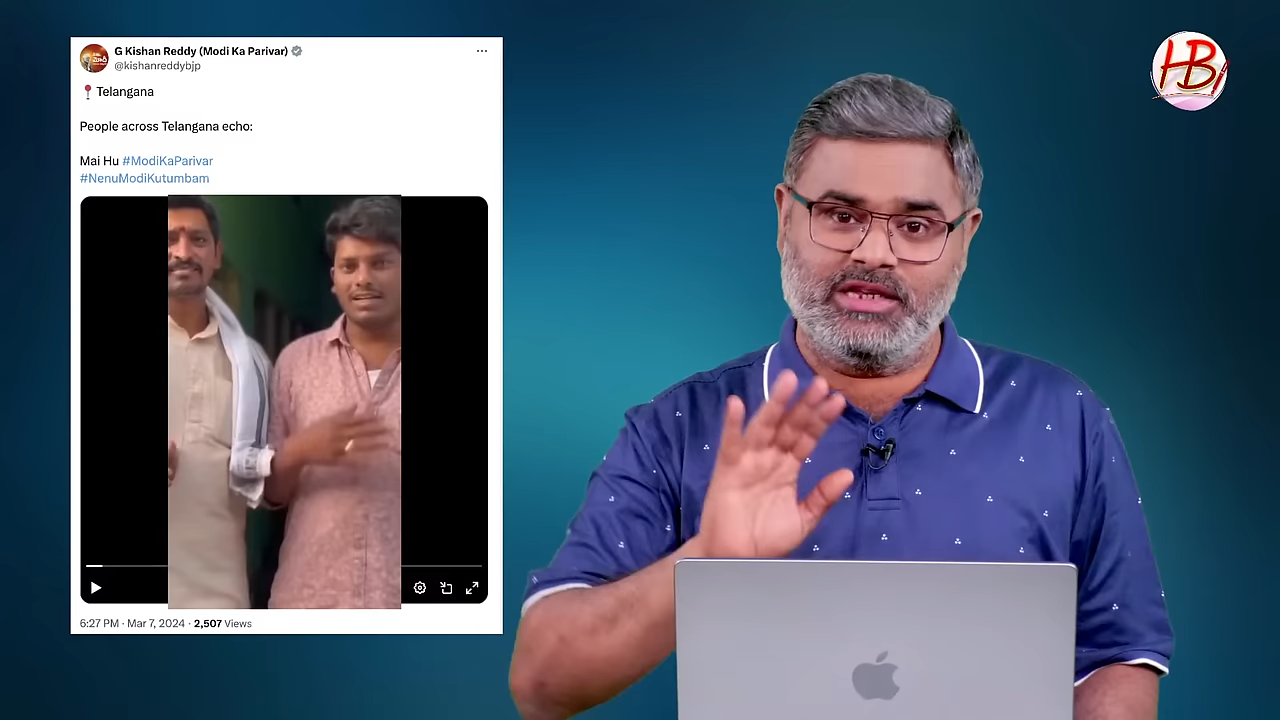 G Kishan Reddy (Modi Ka Parivar)
@kishanreddybjp
📍 Telangana
People across Telangana echo:
Mai Hu #ModiKaParivar
#NenuModiKutumbam
6:27 PM · Mar 7, 2024 · 2,507 Views
HB